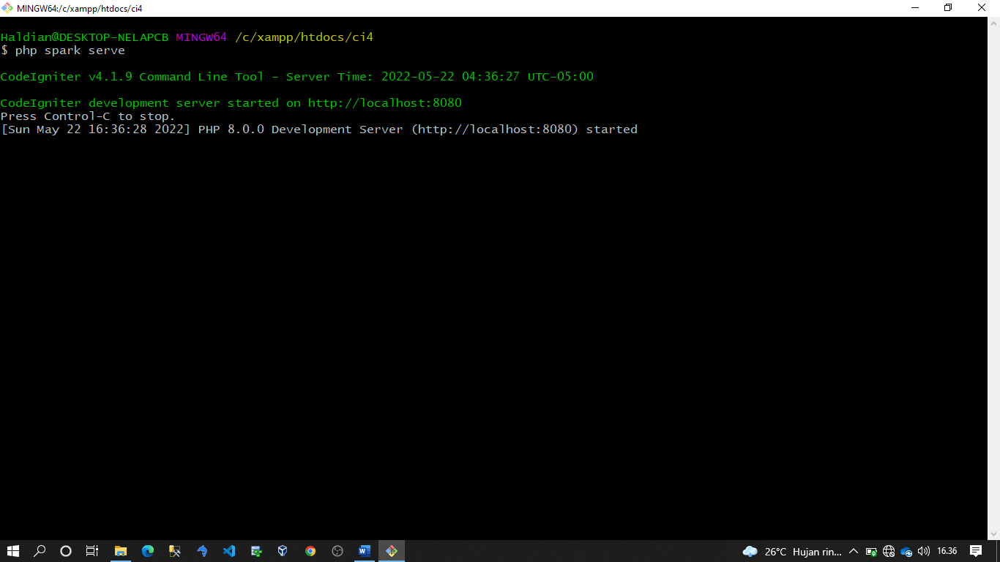 MINGW64:/c/xampp/htdocs/ci4
Haldian@DESKTOP-NELAPCB MINGW64 /c/xampp/htdocs/ci4
$ php spark serve
CodeIgniter v4.1.9 Command Line Tool - Server Time: 2022-05-22 04:36:27 UTC-05:00
CodeIgniter development server started on http://localhost:8080
Press Control-C to stop.
[Sun May 22 16:36:28 2022] PHP 8.0.0 Development Server (http://localhost:8080) started
26°C Hujan rin... 16.36